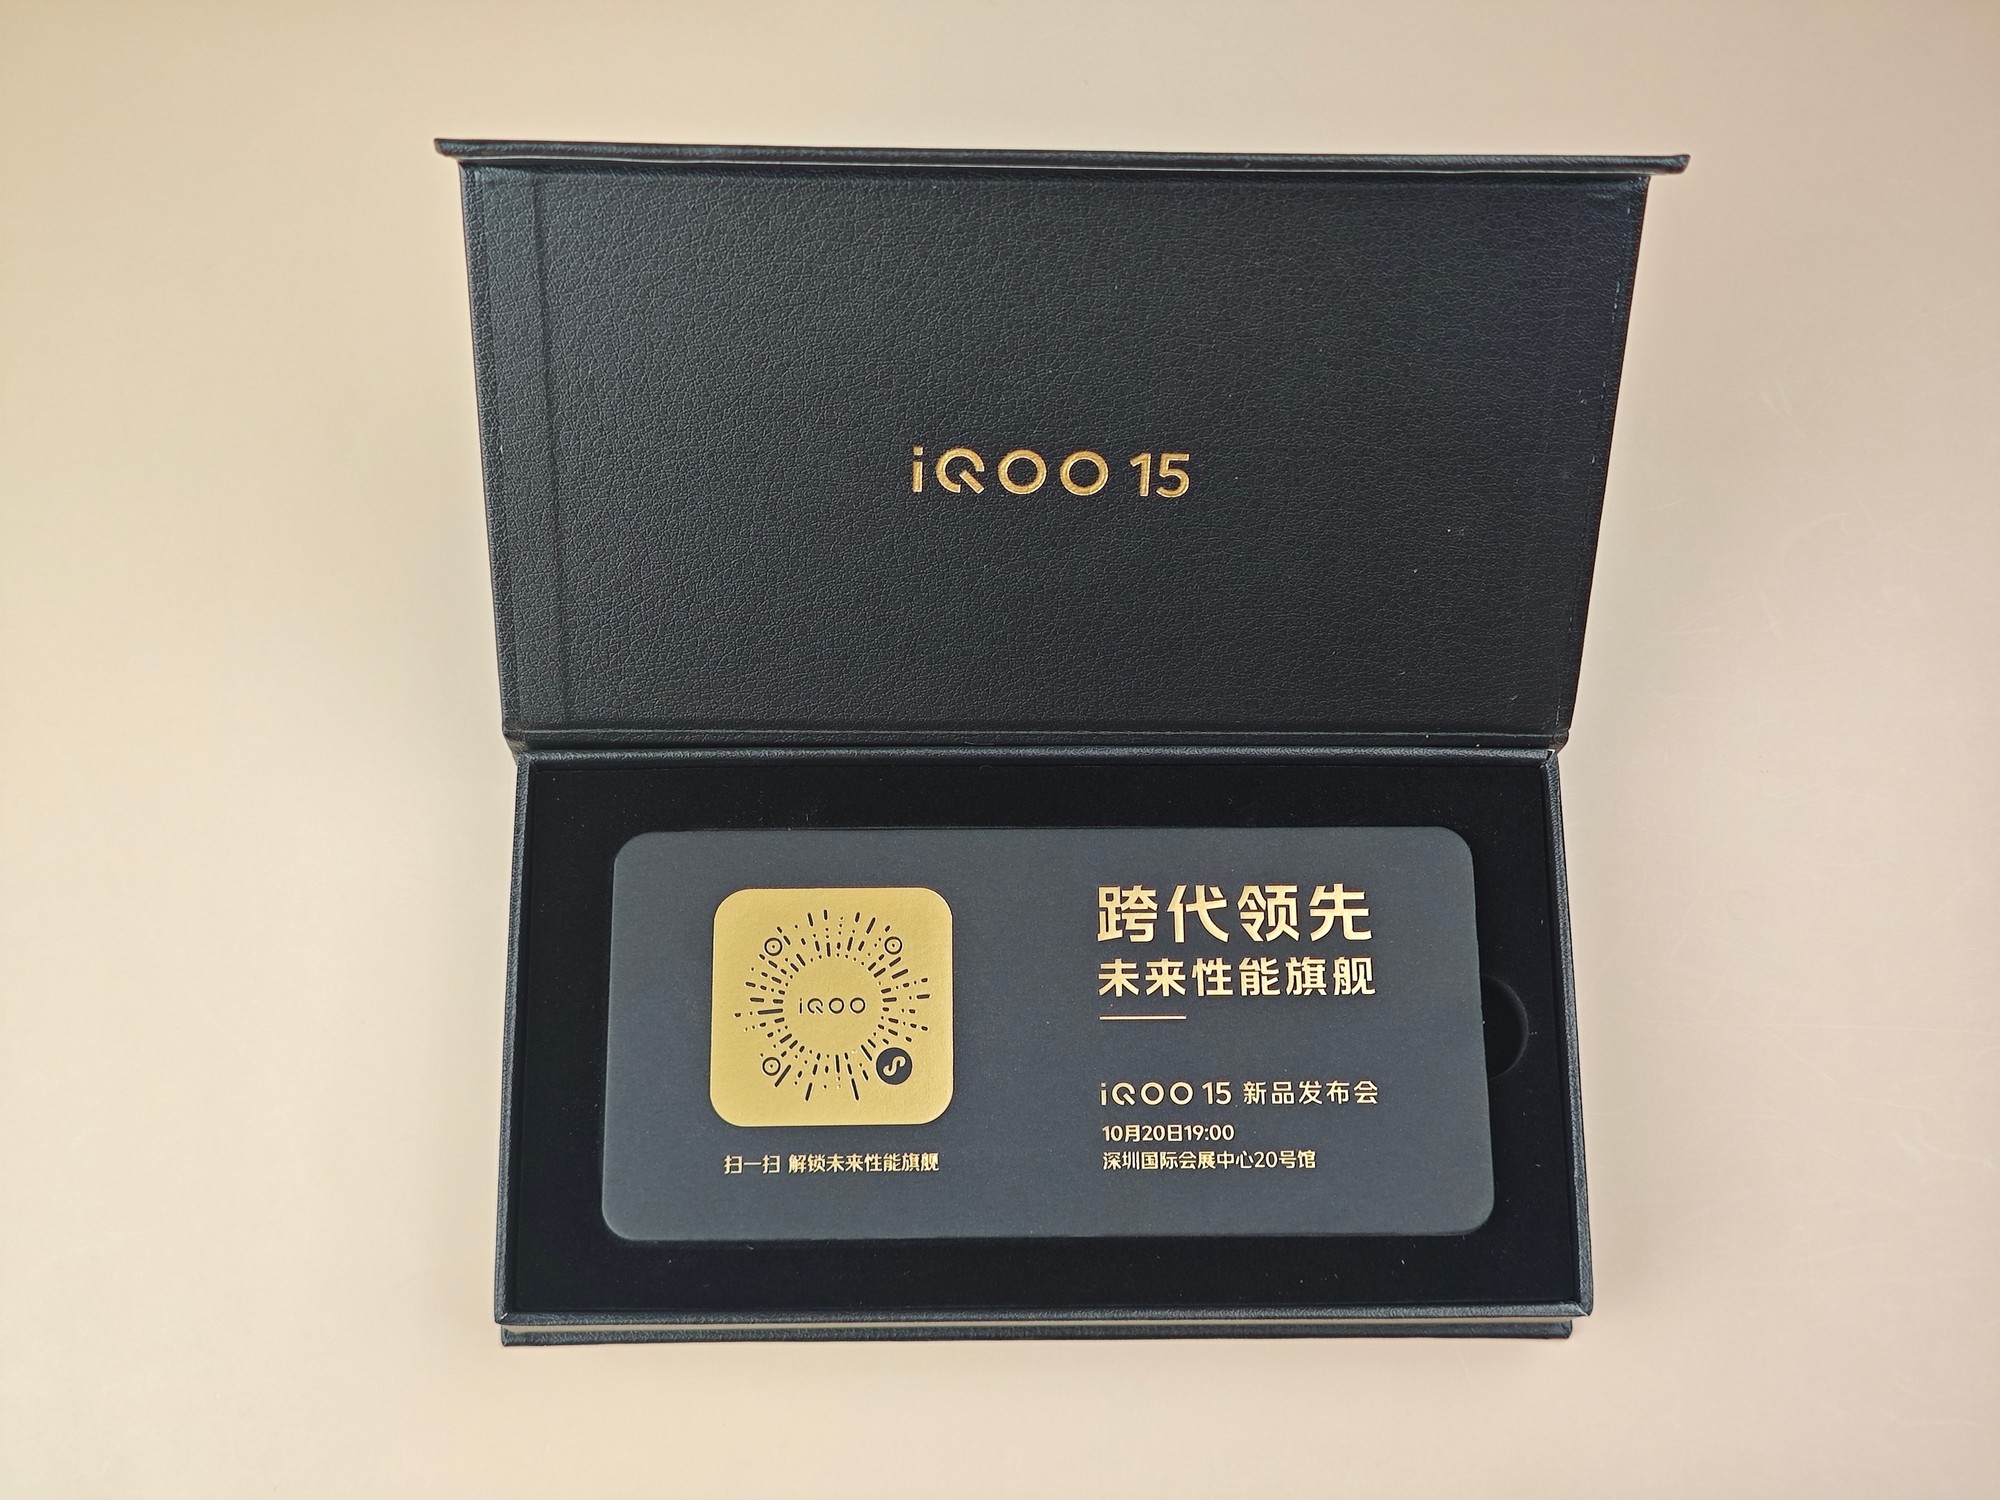 iQOO 15
iQOO
扫一扫 解锁未来性能旗舰
跨代领先
未来性能旗舰
iQOO 15 新品发布会
10月20日19:00
深圳国际会展中心20号馆